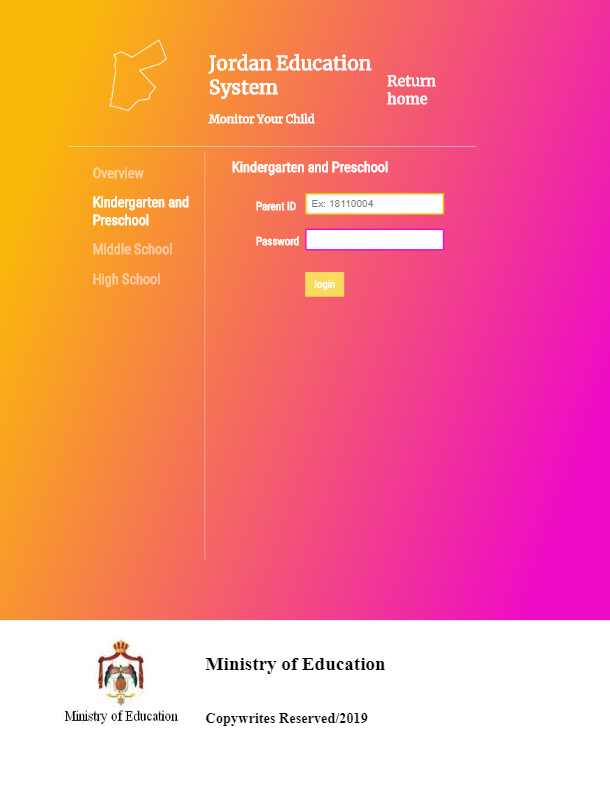 Jordan Education
System
Return
home
Monitor Your Child
Overview
Kindergarten and
Preschool
Middle School
High School
Kindergarten and Preschool
Parent ID
Ex: 18110004
Password
login
Ministry of Education
Ministry of Education
Copywrites Reserved/2019